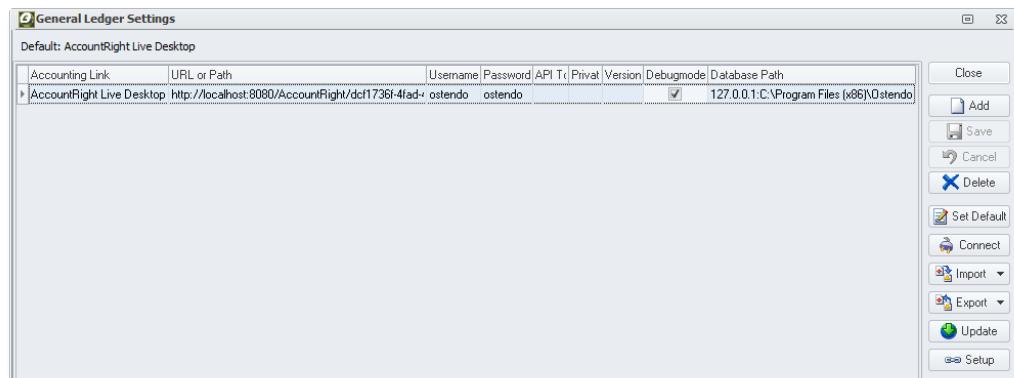 General Ledger Settings
Default: AccountRight Live Desktop
Accounting Link URL or Path Username Password API T Privat Version Debugmode Database Path
AccountRight Live Desktop http://localhost:8080/AccountRight/dcf1736f-4fad- ostendo ostendo 127.0.0.1:C:\Program Files (x86)\Ostendo
Close
Add
Save
Cancel
Delete
Set Default
Connect
Import
Export
Update
Setup